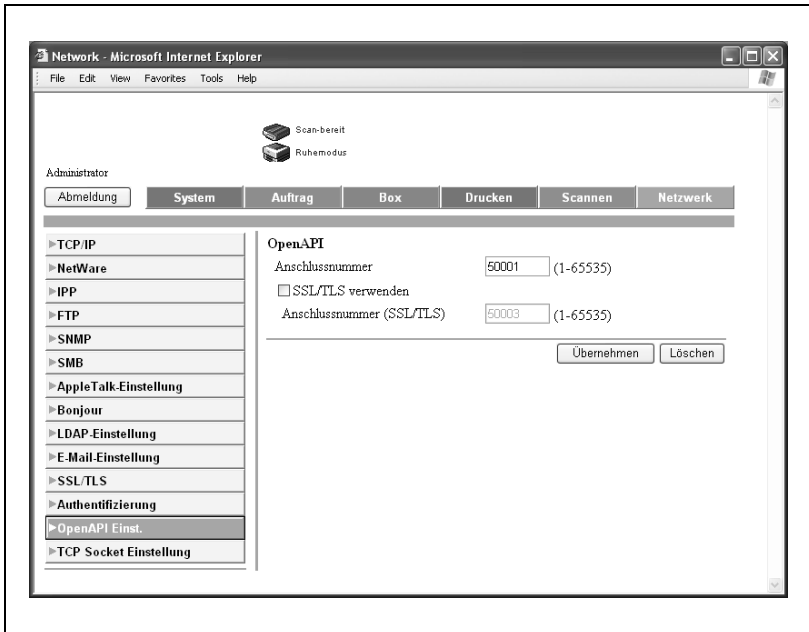 Network - Microsoft Internet Explorer
File Edit View Favorites Tools Help
Scan-bereit
Ruhemodus
Administrator
Abmeldung System Auftrag Box Drucken Scannen Netzwerk
TCP/IP
NetWare
IPP
FTP
SNMP
SMB
AppleTalk-Einstellung
Bonjour
LDAP-Einstellung
E-Mail-Einstellung
SSL/TLS
Authentifizierung
OpenAPI Einst.
TCP Socket Einstellung
OpenAPI
Anschlussnummer 50001 (1-65535)
SSL/TLS verwenden
Anschlussnummer (SSL/TLS) 50003 (1-65535)
Übernehmen Löschen